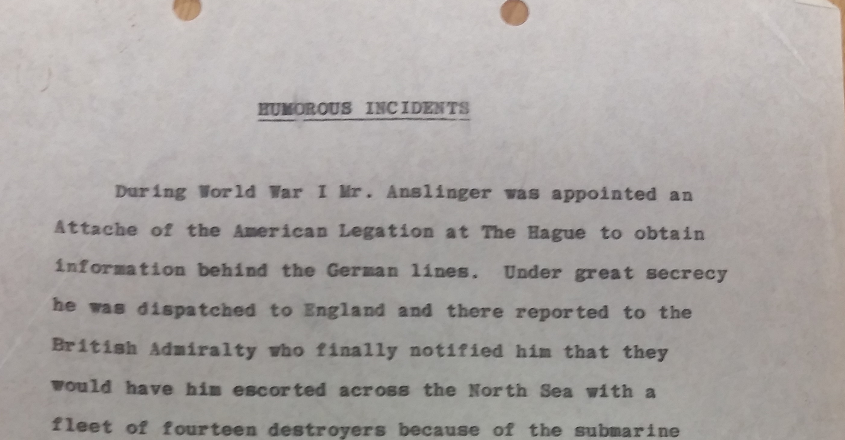 HUMOROUS INCIDENTS
During World War I Mr. Anslinger was appointed an
Attache of the American Legation at The Hague to obtain
information behind the German lines. Under great secrecy
he was dispatched to England and there reported to the
British Admiralty who finally notified him that they
would have him escorted across the North Sea with a
fleet of fourteen destroyers because of the submarine